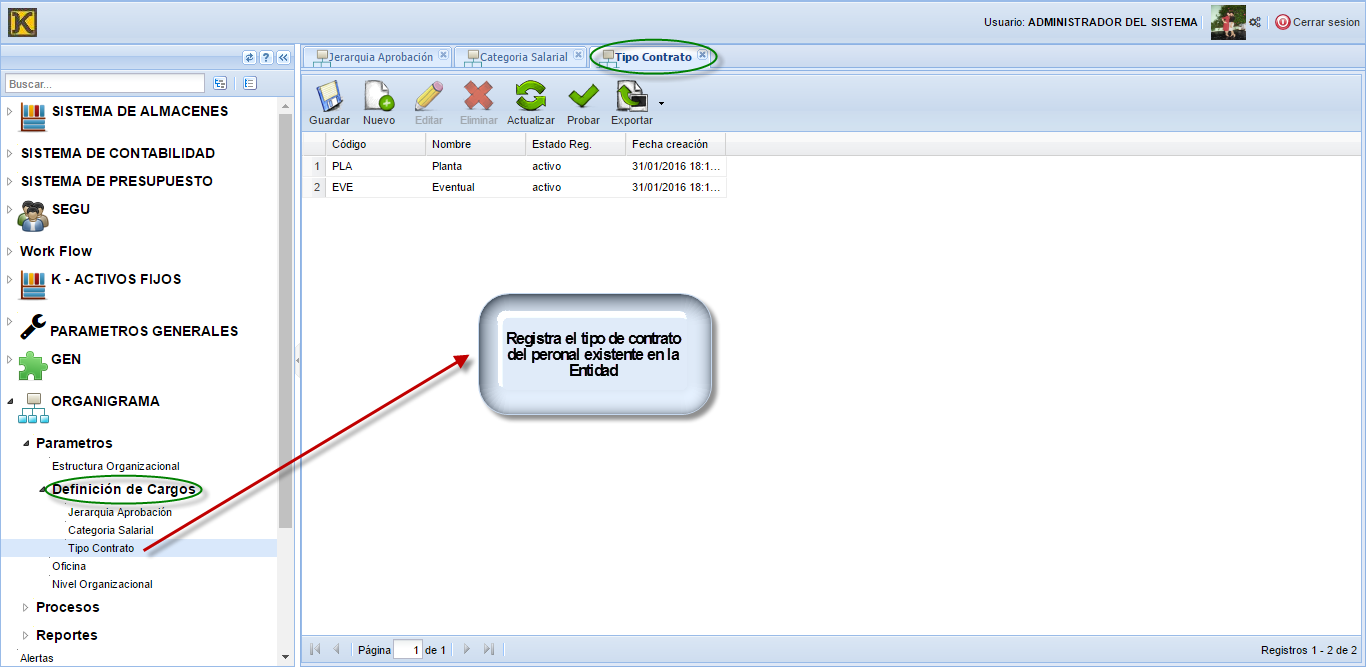 K
Usuario: ADMINISTRADOR DEL SISTEMA
Cerrar sesion
Buscar...
SISTEMA DE ALMACENES
SISTEMA DE CONTABILIDAD
SISTEMA DE PRESUPUESTO
SEGU
Work Flow
K - ACTIVOS FIJOS
PARAMETROS GENERALES
GEN
ORGANIGRAMA
Parametros
Estructura Organizacional
Definición de Cargos
Jerarquia Aprobación
Categoria Salarial
Tipo Contrato
Oficina
Nivel Organizacional
Procesos
Reportes
Alertas
Jerarquia Aprobación Categoria Salarial Tipo Contrato
Guardar Nuevo Editar Eliminar Actualizar Probar Exportar
Código Nombre Estado Reg. Fecha creación
1 PLA Planta activo 31/01/2016 18:1...
2 EVE Eventual activo 31/01/2016 18:1...
Registra el tipo de contrato
del peronal existente en la
Entidad
Página 1 de 1
Registros 1 - 2 de 2